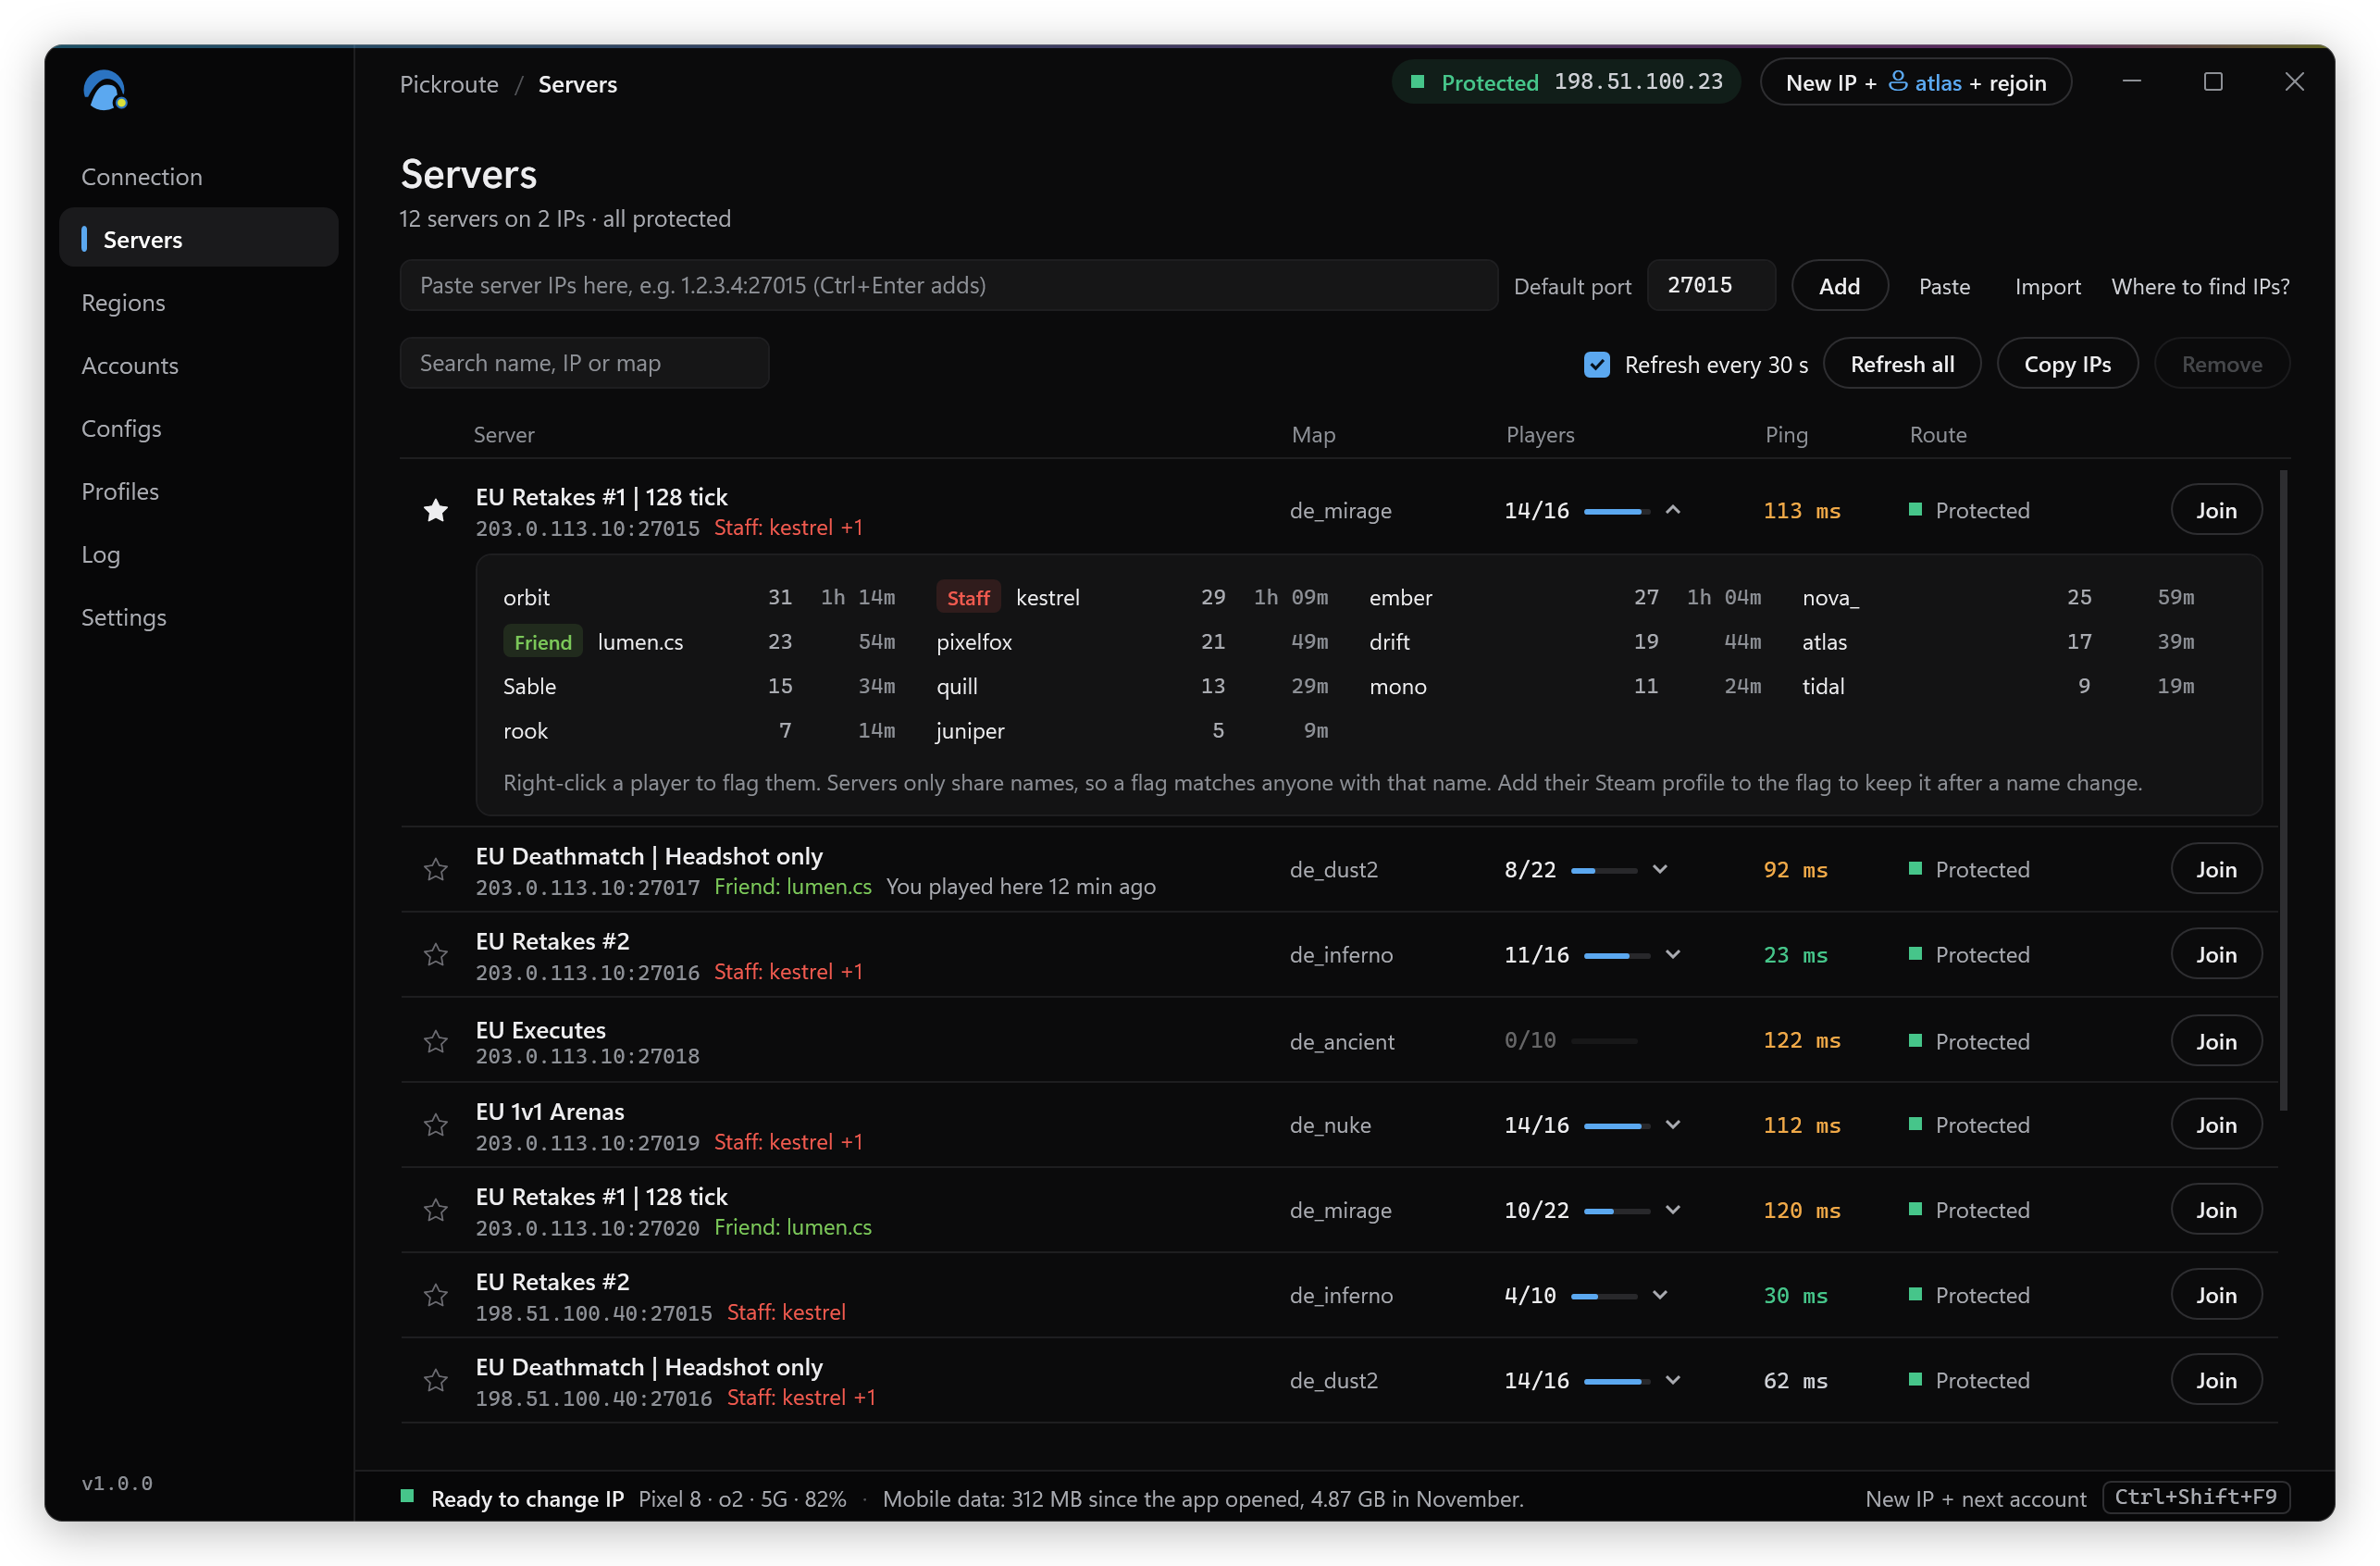 Pickroute / Servers
Protected 198.51.100.23
New IP + atlas + rejoin
Connection
Servers
Regions
Accounts
Configs
Profiles
Log
Settings
v1.0.0
Servers
12 servers on 2 IPs · all protected
Paste server IPs here, e.g. 1.2.3.4:27015 (Ctrl+Enter adds) Default port 27015 Add Paste Import Where to find IPs?
Search name, IP or map Refresh every 30 s Refresh all Copy IPs Remove
Server Map Players Ping Route
EU Retakes #1 | 128 tick
203.0.113.10:27015 Staff: kestrel +1 de_mirage 14/16 113 ms Protected Join
orbit 31 1h 14m Staff kestrel 29 1h 09m ember 27 1h 04m nova_ 25 59m
Friend lumen.cs 23 54m pixelfox 21 49m drift 19 44m atlas 17 39m
Sable 15 34m quill 13 29m mono 11 24m tidal 9 19m
rook 7 14m juniper 5 9m
Right-click a player to flag them. Servers only share names, so a flag matches anyone with that name. Add their Steam profile to the flag to keep it after a name change.
EU Deathmatch | Headshot only
203.0.113.10:27017 Friend: lumen.cs You played here 12 min ago de_dust2 8/22 92 ms Protected Join
EU Retakes #2
203.0.113.10:27016 Staff: kestrel +1 de_inferno 11/16 23 ms Protected Join
EU Executes
203.0.113.10:27018 de_ancient 0/10 122 ms Protected Join
EU 1v1 Arenas
203.0.113.10:27019 Staff: kestrel +1 de_nuke 14/16 112 ms Protected Join
EU Retakes #1 | 128 tick
203.0.113.10:27020 Friend: lumen.cs de_mirage 10/22 120 ms Protected Join
EU Retakes #2
198.51.100.40:27015 Staff: kestrel de_inferno 4/10 30 ms Protected Join
EU Deathmatch | Headshot only
198.51.100.40:27016 Staff: kestrel +1 de_dust2 14/16 62 ms Protected Join
Ready to change IP Pixel 8 · o2 · 5G · 82% · Mobile data: 312 MB since the app opened, 4.87 GB in November. New IP + next account Ctrl+Shift+F9